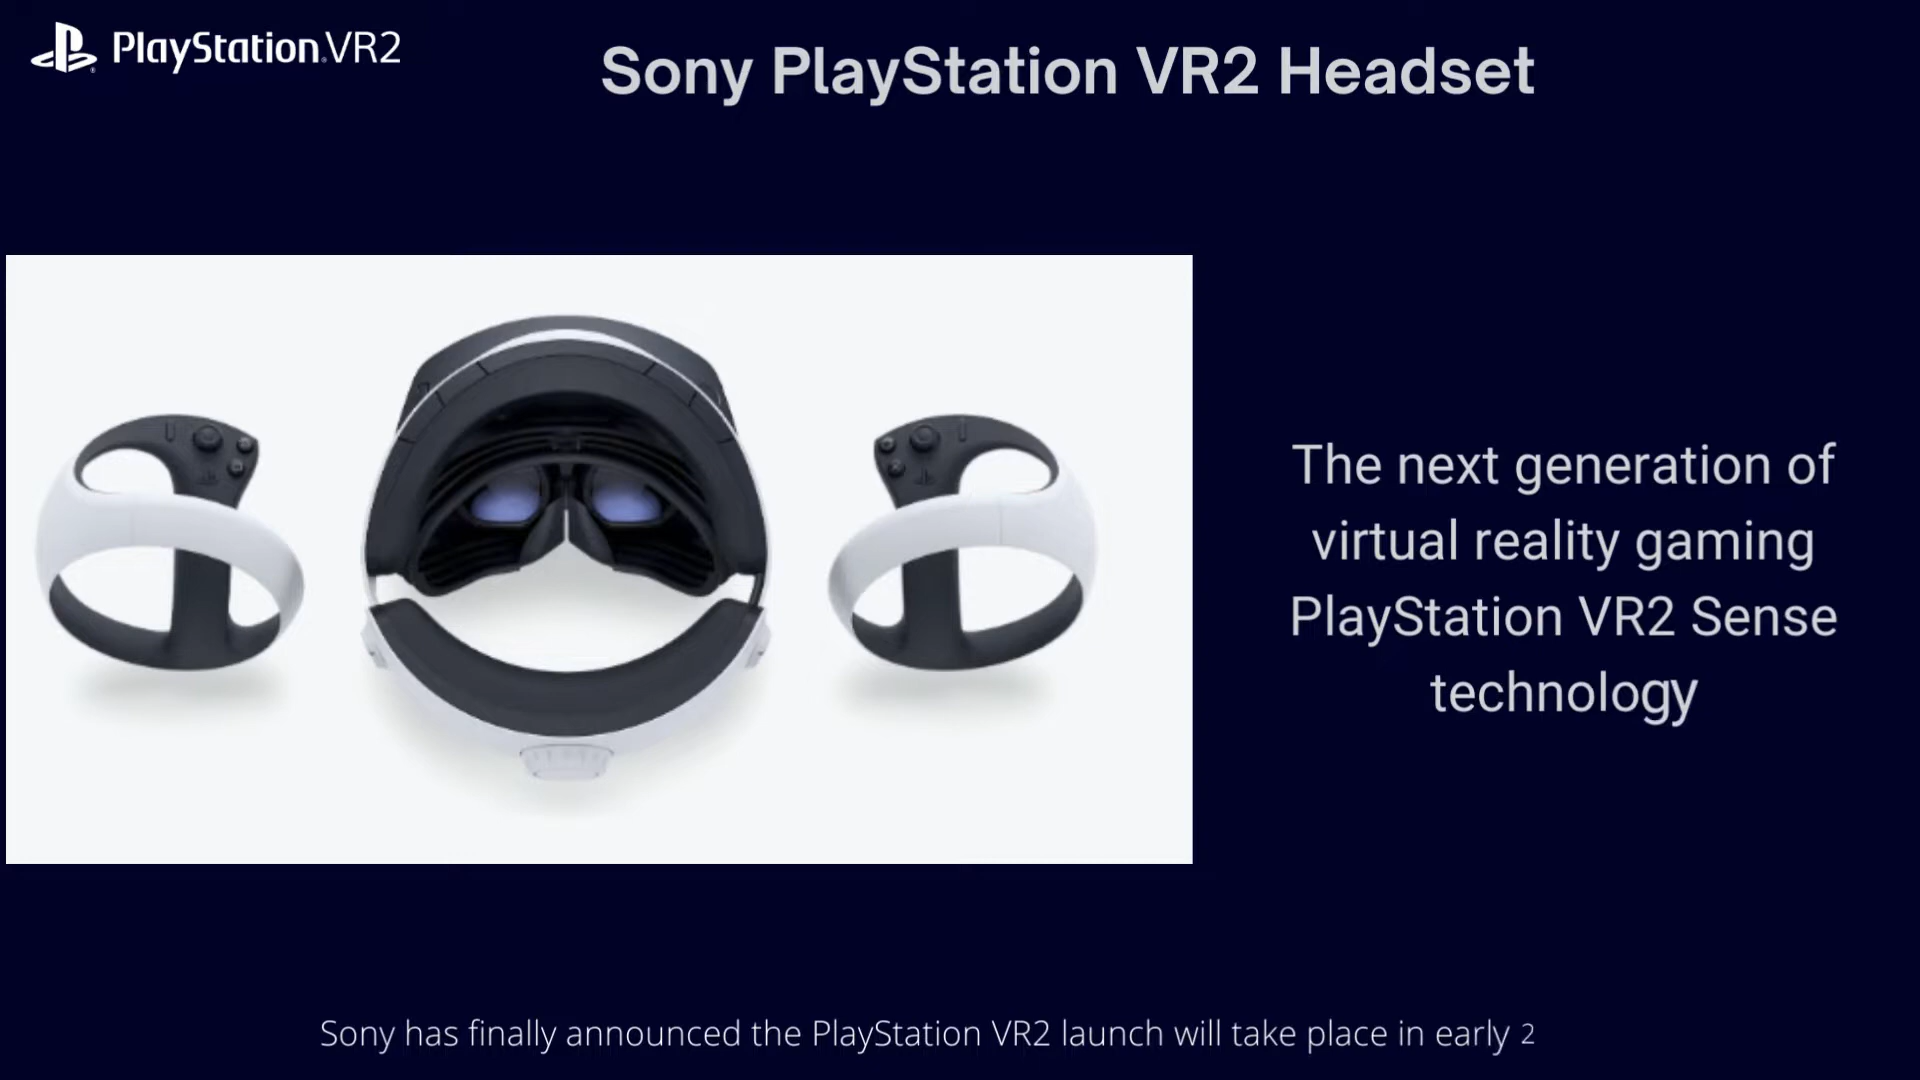 PlayStation VR2
Sony PlayStation VR2 Headset
The next generation of
virtual reality gaming
PlayStation VR2 Sense
technology
Sony has finally announced the PlayStation VR2 launch will take place in early 2